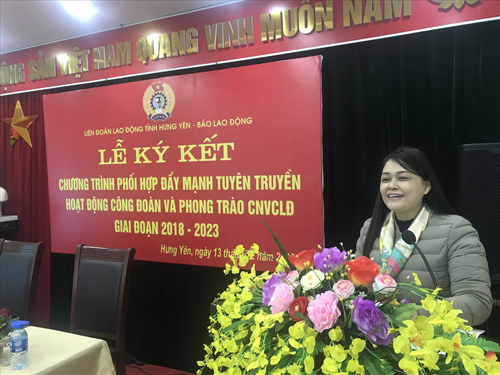 ỘNG SẢN VIỆT NAM QUANG VINH MUÔN NĂM
LIÊN ĐOÀN LAO ĐỘNG TỈNH HƯNG YÊN - BÁO LAO ĐỘNG
LỄ KÝ KẾT
CHƯƠNG TRÌNH PHỐI HỢP ĐẨY MẠNH TUYÊN TRUYỀN
HOẠT ĐỘNG CÔNG ĐOÀN VÀ PHONG TRÀO CNVCLĐ
GIAI ĐOẠN 2018 - 2023
Hưng Yên, ngày 13